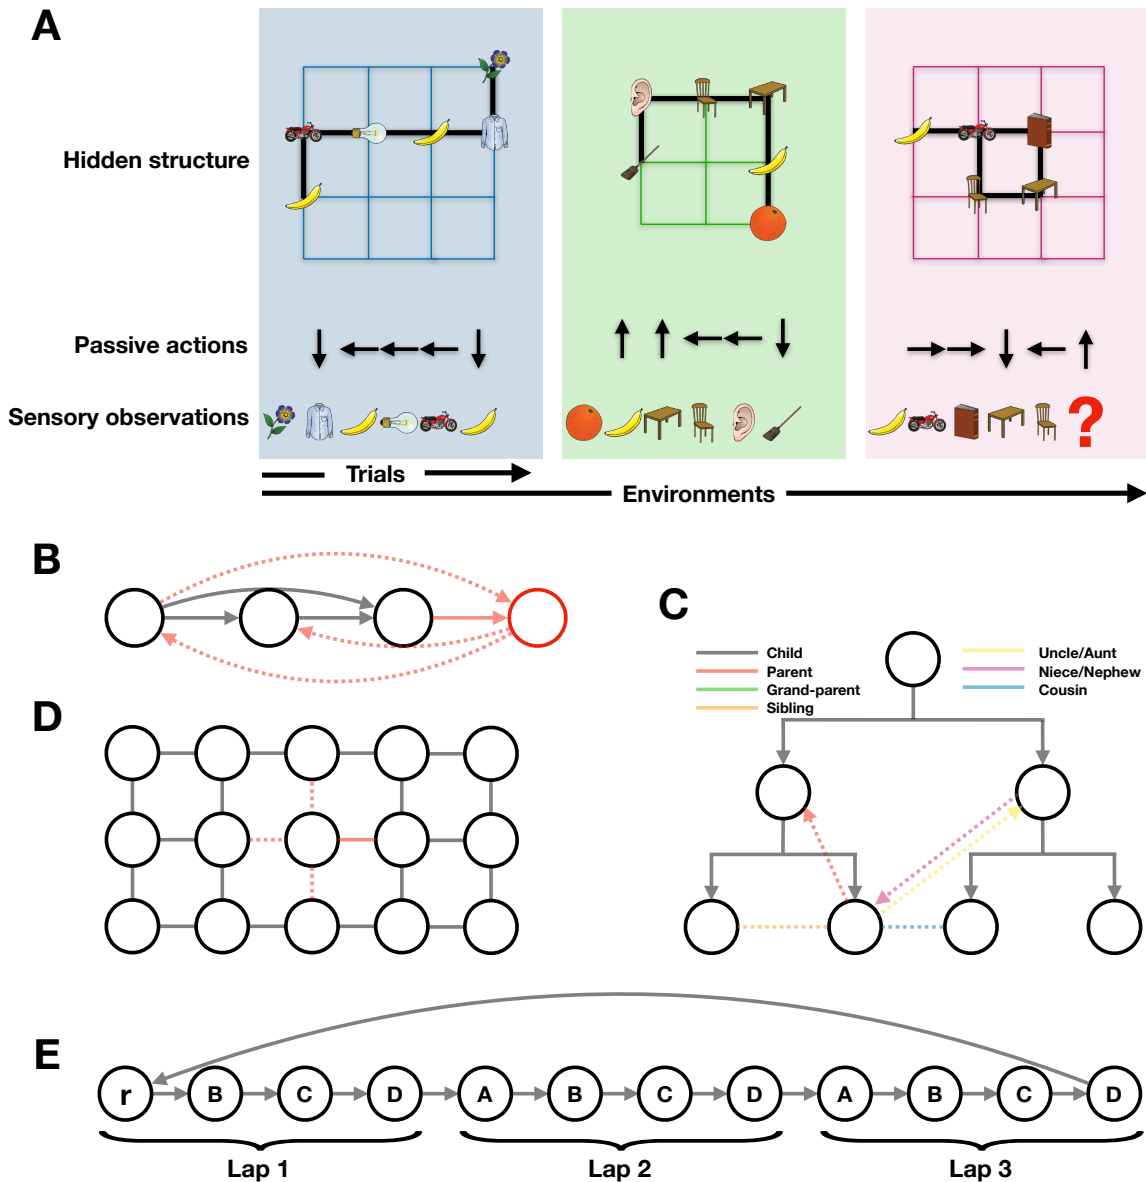 A
Hidden structure
Passive actions
Sensory observations
?
Trials
Environments
B
C
Child
Parent
Grand-parent
Sibling
Uncle/Aunt
Niece/Nephew
Cousin
D
E
r B C D A B C D A B C D
Lap 1 Lap 2 Lap 3